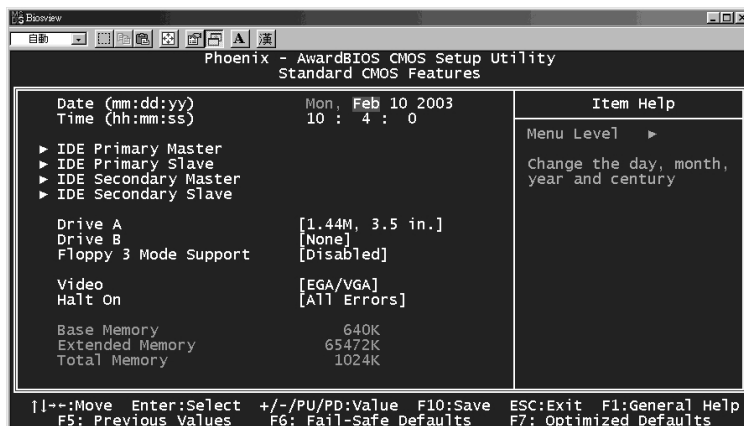 Biosview
自動
A 漢
Phoenix - AwardBIOS CMOS Setup Utility
Standard CMOS Features
Date (mm:dd:yy) Mon, Feb 10 2003
Time (hh:mm:ss) 10 : 4 : 0
► IDE Primary Master
► IDE Primary Slave
► IDE Secondary Master
► IDE Secondary Slave
Drive A [1.44M, 3.5 in.]
Drive B [None]
Floppy 3 Mode Support [Disabled]
Video [EGA/VGA]
Halt On [All Errors]
Base Memory 640K
Extended Memory 65472K
Total Memory 1024K
Item Help
Menu Level ►
Change the day, month,
year and century
↑↓→←:Move Enter:Select +/-/PU/PD:Value F10:Save ESC:Exit F1:General Help
F5: Previous Values F6: Fail-Safe Defaults F7: Optimized Defaults